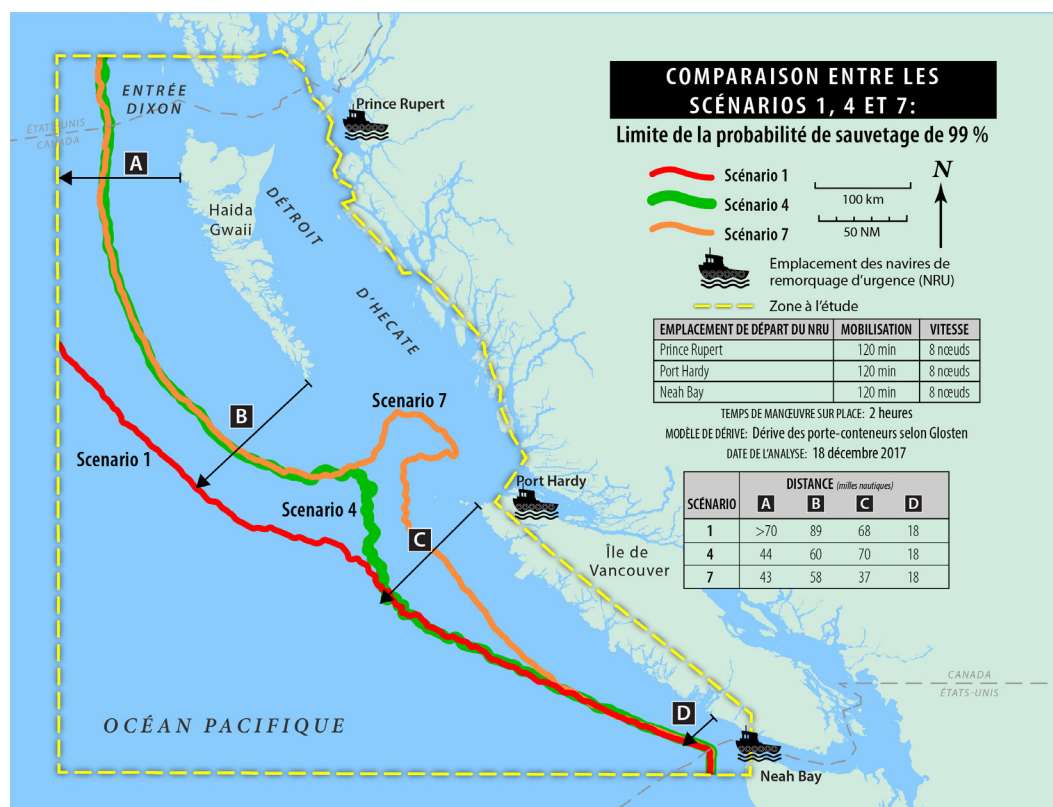 COMPARAISON ENTRE LES
SCÉNARIOS 1, 4 ET 7:
Limite de la probabilité de sauvetage de 99 %
Scénario 1
Scénario 4
Scénario 7
100 km
50 NM
N
Emplacement des navires de
remorquage d'urgence (NRU)
Zone à l'étude
EMPLACEMENT DE DÉPART DU NRU MOBILISATION VITESSE
Prince Rupert 120 min 8 nœuds
Port Hardy 120 min 8 nœuds
Neah Bay 120 min 8 nœuds
TEMPS DE MANŒUVRE SUR PLACE: 2 heures
MODÈLE DE DÉRIVE: Dérive des porte-conteneurs selon Glosten
DATE DE L'ANALYSE: 18 décembre 2017
DISTANCE (milles nautiques)
SCÉNARIO A B C D
1 >70 89 68 18
4 44 60 70 18
7 43 58 37 18
ENTRÉE
DIXON
Prince Rupert
ÉTATS-UNIS
CANADA
A
Haida
Gwaii
DÉTROIT
D'HECATE
B
Scenario 7
Scenario 1
Scenario 4
Port Hardy
C
Île de
Vancouver
CANADA
ÉTATS-UNIS
D
OCÉAN PACIFIQUE
Neah Bay